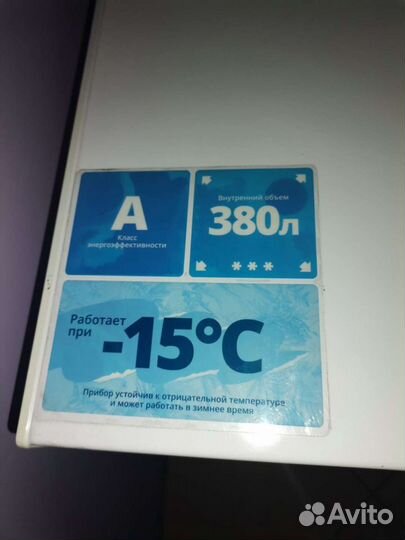 А
Класс
энергоэффективности
Внутренний объем
380л
***
Работает
при
-15°C
Прибор устойчив к отрицательной температуре
и может работать в зимнее время
Avito